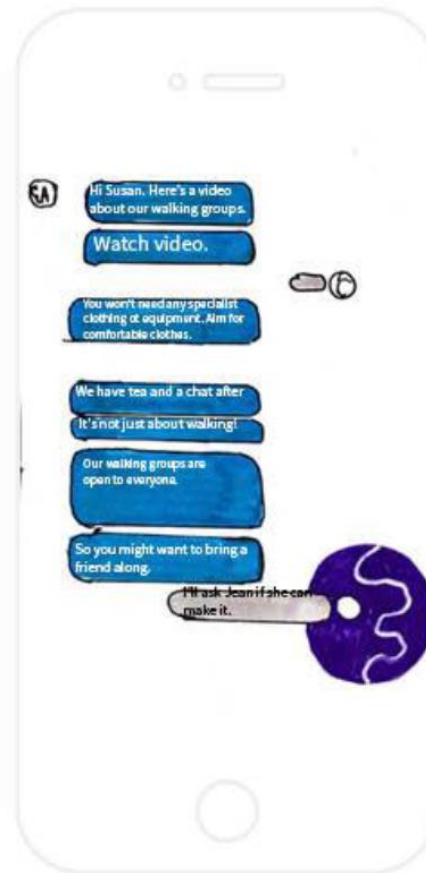 EA
Hi Susan. Here's a video
about our walking groups.
Watch video.
You won't need any specialist
clothing ot equipment. Aim for
comfortable clothes.
We have tea and a chat after
It's not just about walking!
Our walking groups are
open to everyone.
So you might want to bring a
friend along.
I'll ask Jean if she can
make it.